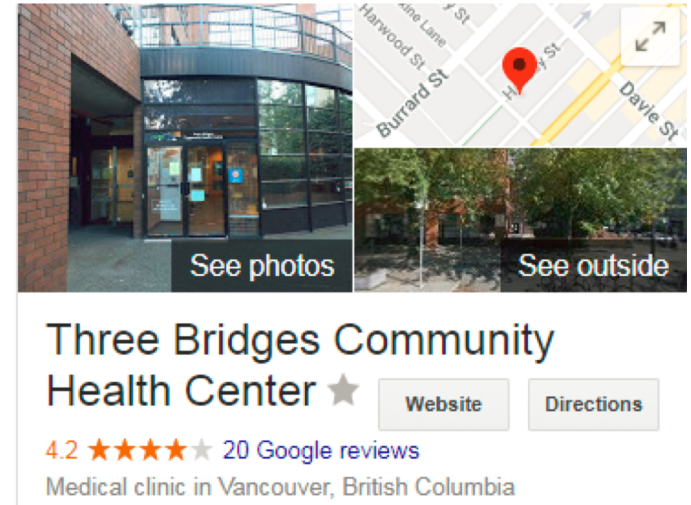 Harwood St
Burrard St
Davie St
See photos
See outside
Three Bridges Community
Health Center
Website
Directions
4.2
20 Google reviews
Medical clinic in Vancouver, British Columbia